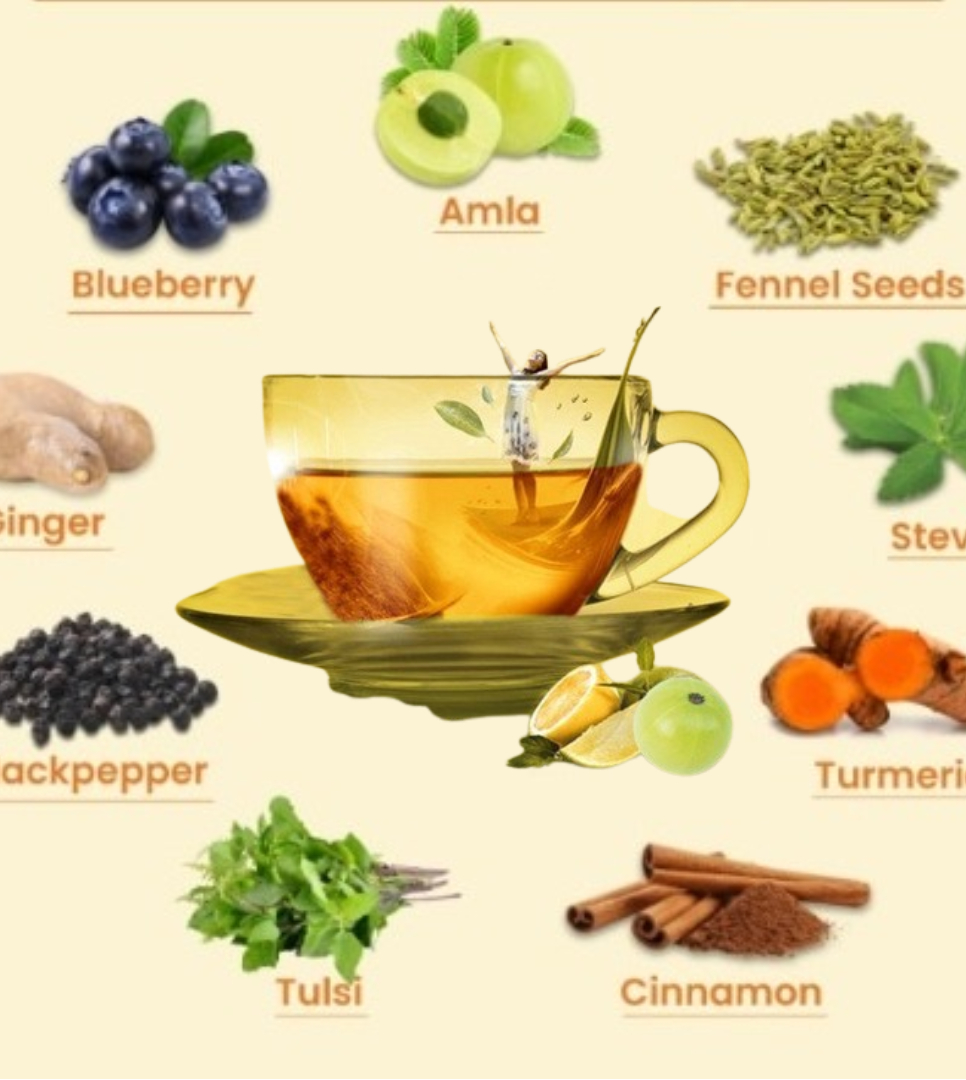 Amla
Blueberry
Fennel Seeds
Ginger
Stev
ackpepper
Turmeri
Tulsi
Cinnamon